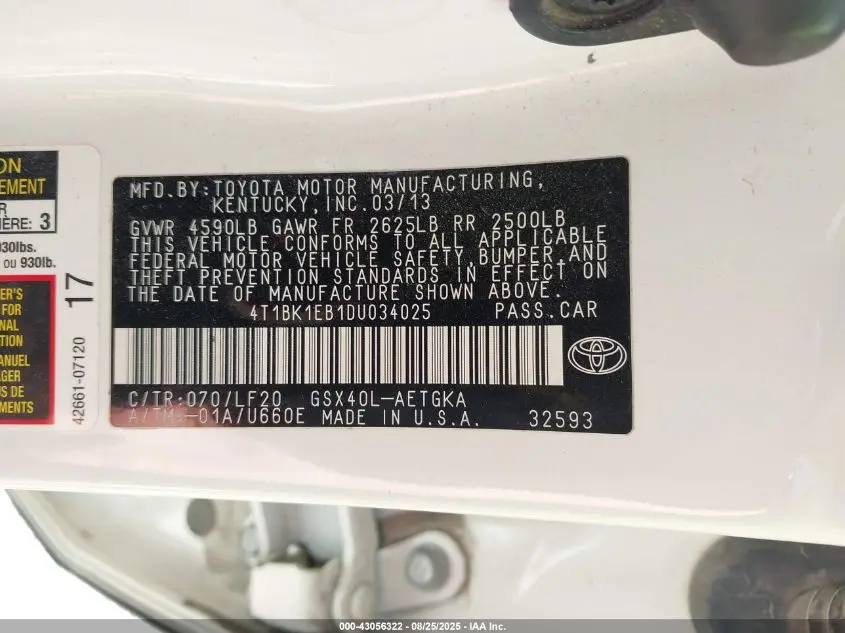 ON
EMENT
R
HERE: 3
930lbs.
ou 930lb.
ER'S
FOR
NAL
TION
ANUEL
AGER
US DE
MENTS
17
42661-07120
MFD.BY:TOYOTA MOTOR MANUFACTURING,
KENTUCKY,INC.03/13
GVWR 4590LB GAWR FR 2625LB RR 2500LB
THIS VEHICLE CONFORMS TO ALL APPLICABLE
FEDERAL MOTOR VEHICLE SAFETY,BUMPER,AND
THEFT PREVENTION STANDARDS IN EFFECT ON
THE DATE OF MANUFACTURE SHOWN ABOVE.
4T1BK1EB1DU034025 PASS.CAR
C/TR:070/LF20 GSX40L-AETGKA
A/TM:-01A/U660E MADE IN U.S.A. 32593
000-43056322 - 08/25/2025 - IAA Inc.